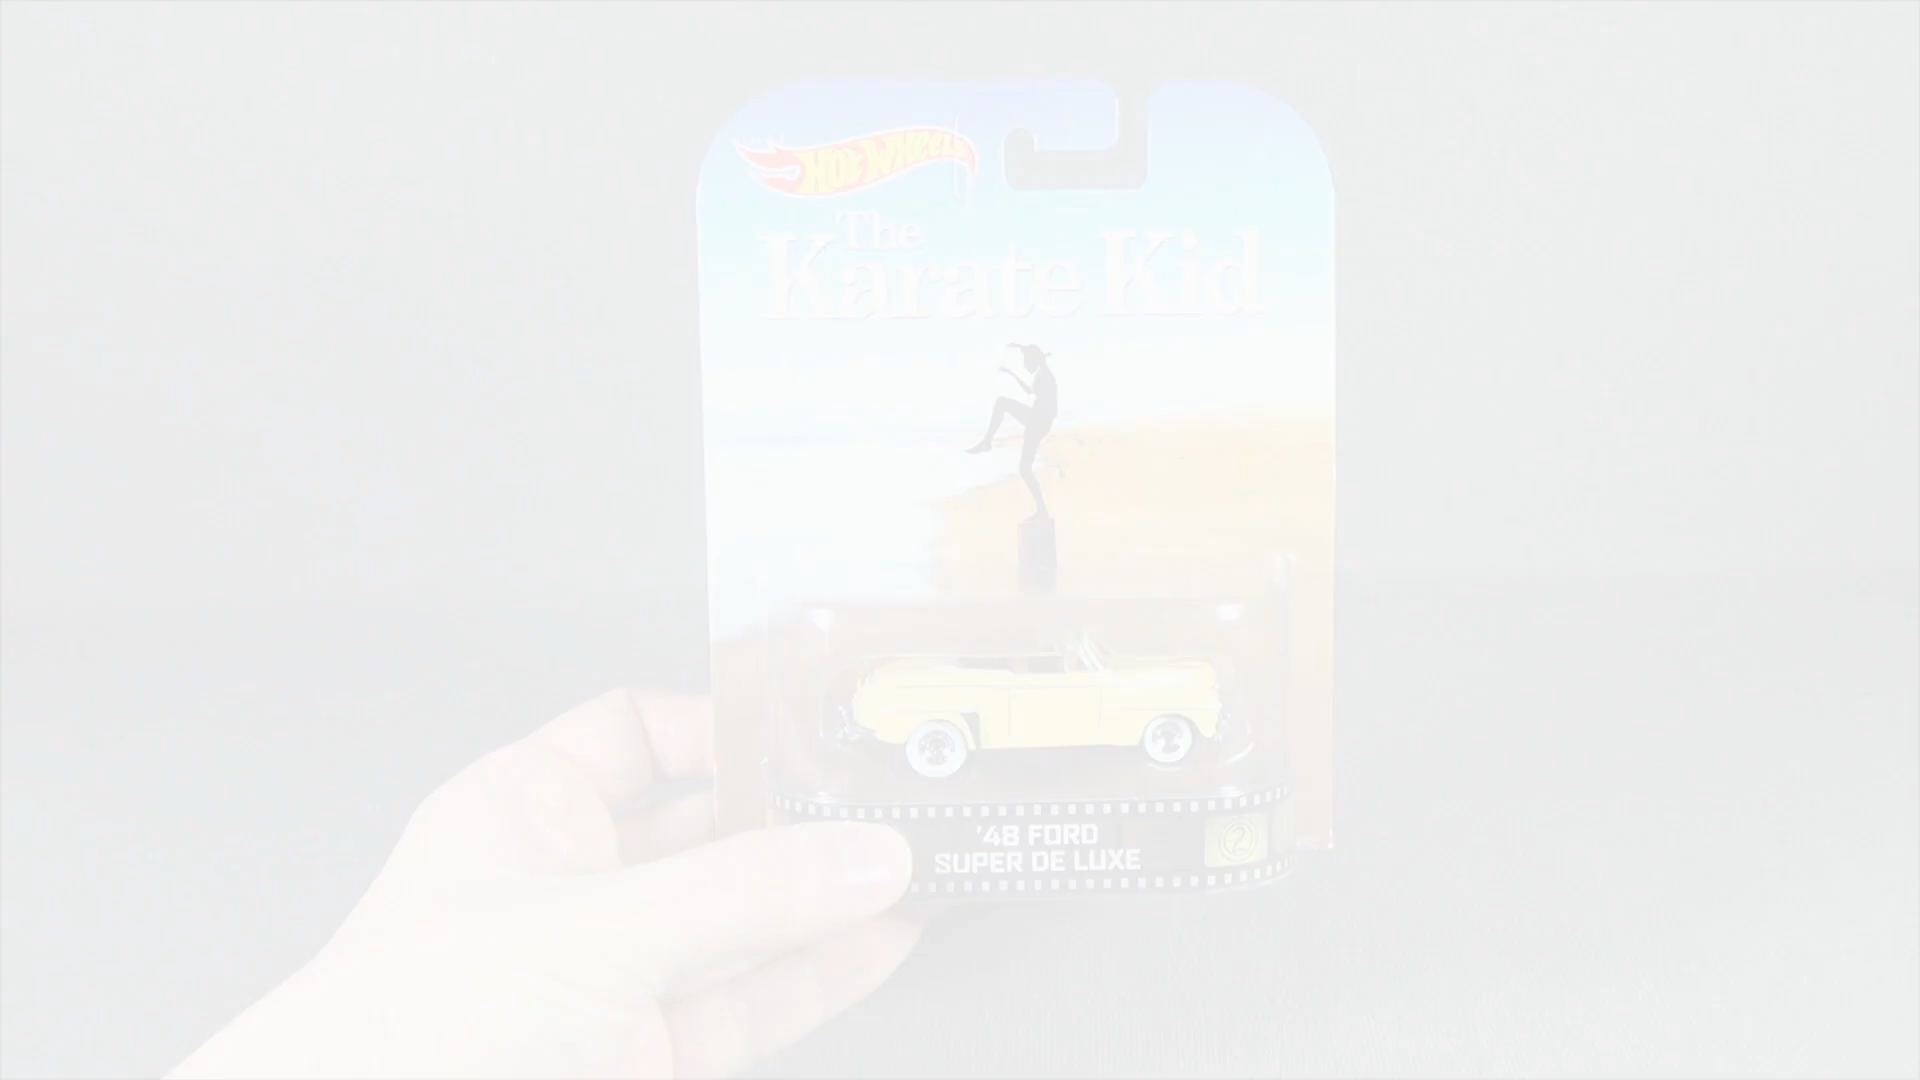 HOT WHEELS
The
Karate Kid
'48 FORD
SUPER DE LUXE
2